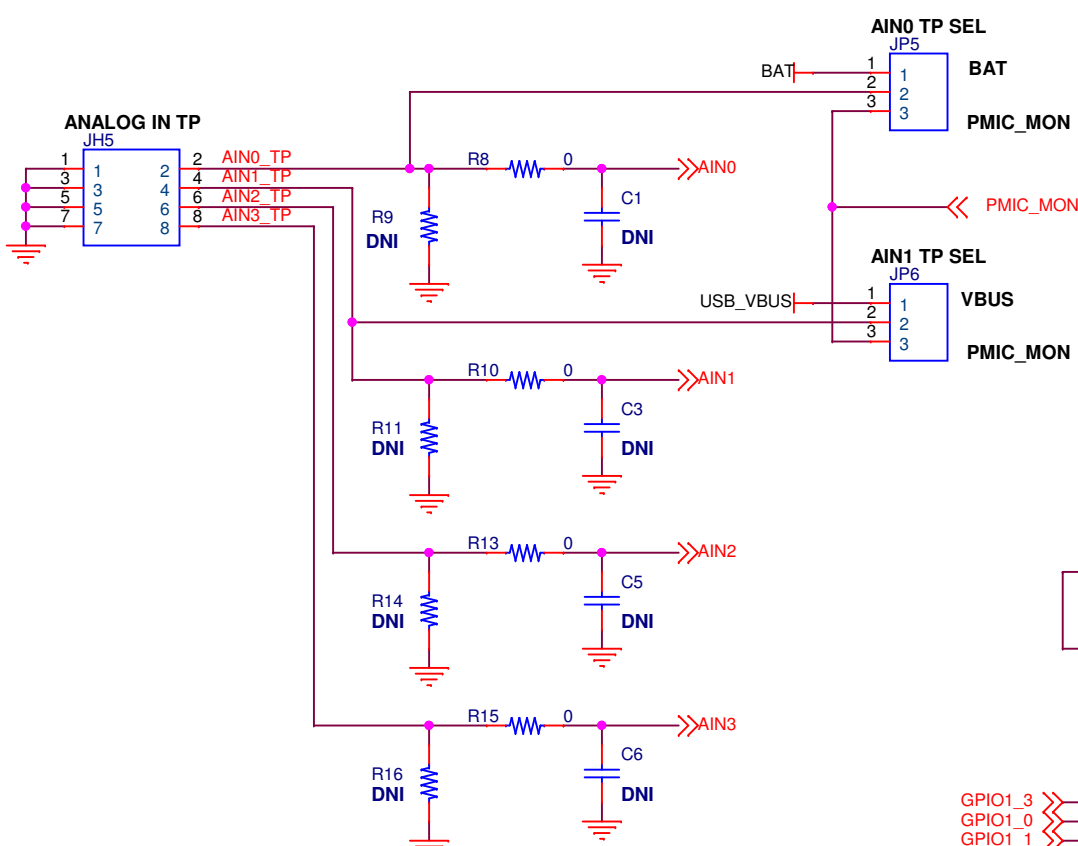 AIN0 TP SEL
JP5
BAT
1
1
BAT
2
2
3
3
PMIC_MON
ANALOG IN TP
JH5
1
1
2
2
AIN0_TP
3
3
4
4
AIN1_TP
5
5
6
6
AIN2_TP
7
7
8
8
AIN3_TP
R8
0
AIN0
R9
DNI
C1
DNI
PMIC_MON
AIN1 TP SEL
JP6
USB_VBUS
1
1
VBUS
2
2
3
3
PMIC_MON
R10
0
AIN1
R11
DNI
C3
DNI
R13
0
AIN2
R14
DNI
C5
DNI
R15
0
AIN3
R16
DNI
C6
DNI
GPIO1_3
GPIO1_0
GPIO1_1